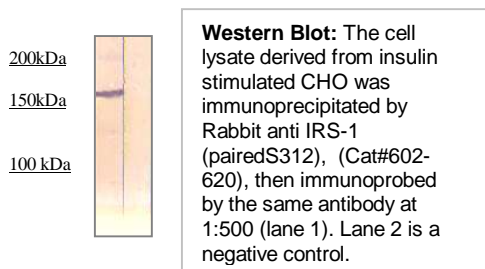 200kDa
150kDa
100 kDa
Western Blot: The cell
lysate derived from insulin
stimulated CHO was
immunoprecipitated by
Rabbit anti IRS-1
(pairedS312),  (Cat#602-
620), then immunoprobed
by the same antibody at
1:500 (lane 1). Lane 2 is a
negative control.